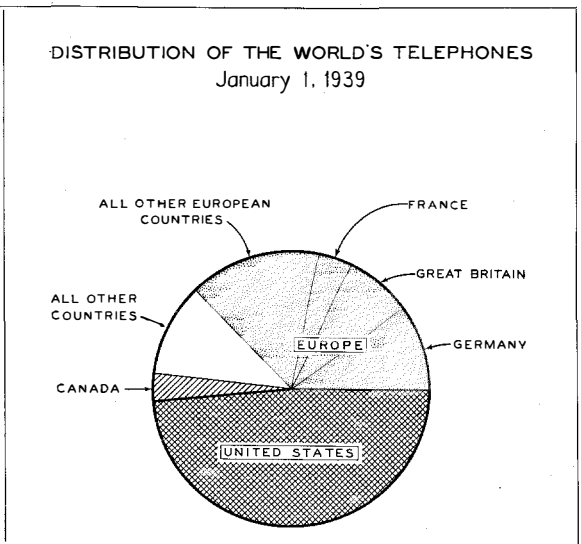 DISTRIBUTION OF THE WORLD'S TELEPHONES
January 1, 1939
ALL OTHER EUROPEAN
COUNTRIES
FRANCE
GREAT BRITAIN
ALL OTHER
COUNTRIES
EUROPE
GERMANY
CANADA
UNITED STATES